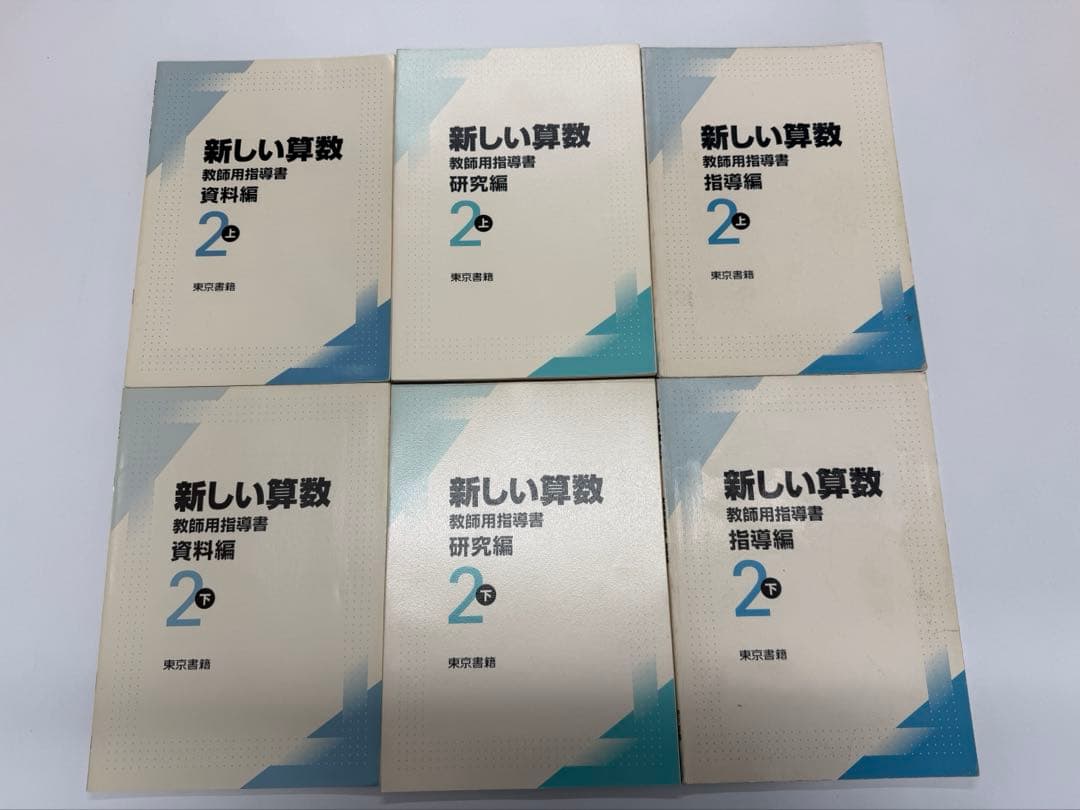 新しい算数
教師用指導書
資料編
2上
東京書籍
新しい算数
教師用指導書
研究編
2上
東京書籍
新しい算数
教師用指導書
指導編
2上
東京書籍
新しい算数
教師用指導書
資料編
2下
東京書籍
新しい算数
教師用指導書
研究編
2下
東京書籍
新しい算数
教師用指導書
指導編
2下
東京書籍